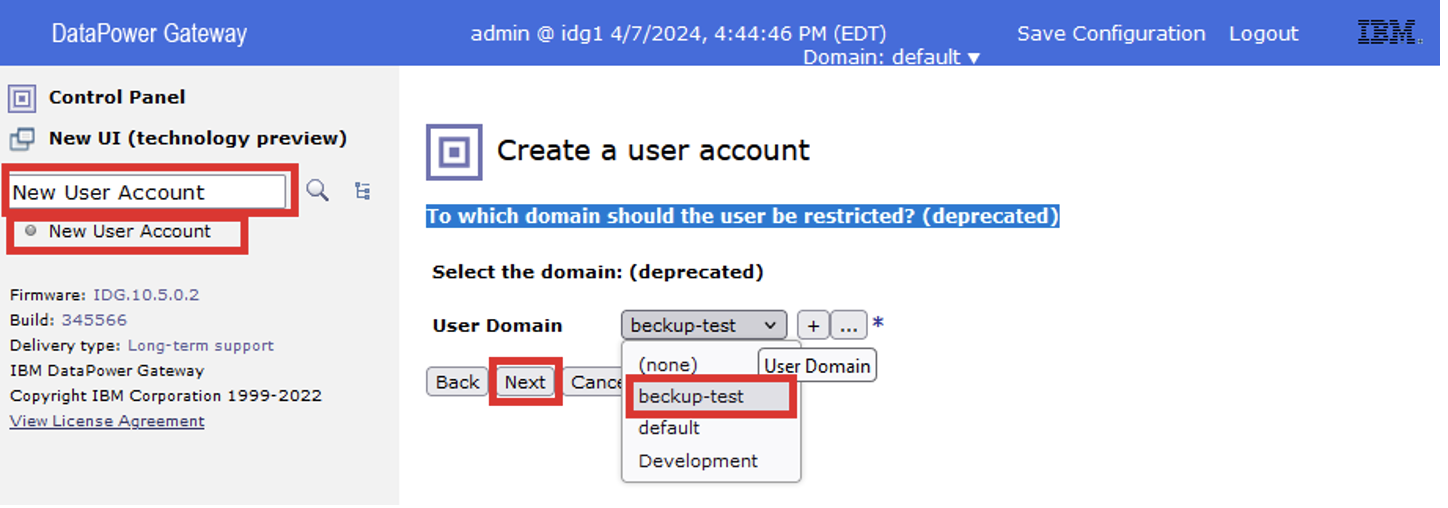 DataPower Gateway
admin @ idg1 4/7/2024, 4:44:46 PM (EDT)
Save Configuration
Logout
IBM.
Domain: default ▼
Control Panel
New UI (technology preview)
New User Account
New User Account
Firmware: IDG.10.5.0.2
Build: 345566
Delivery type: Long-term support
IBM DataPower Gateway
Copyright IBM Corporation 1999-2022
View License Agreement
Create a user account
To which domain should the user be restricted? (deprecated)
Select the domain: (deprecated)
User Domain
beckup-test
+
...
*
(none)
User Domain
beckup-test
default
Development
Back
Next
Cance